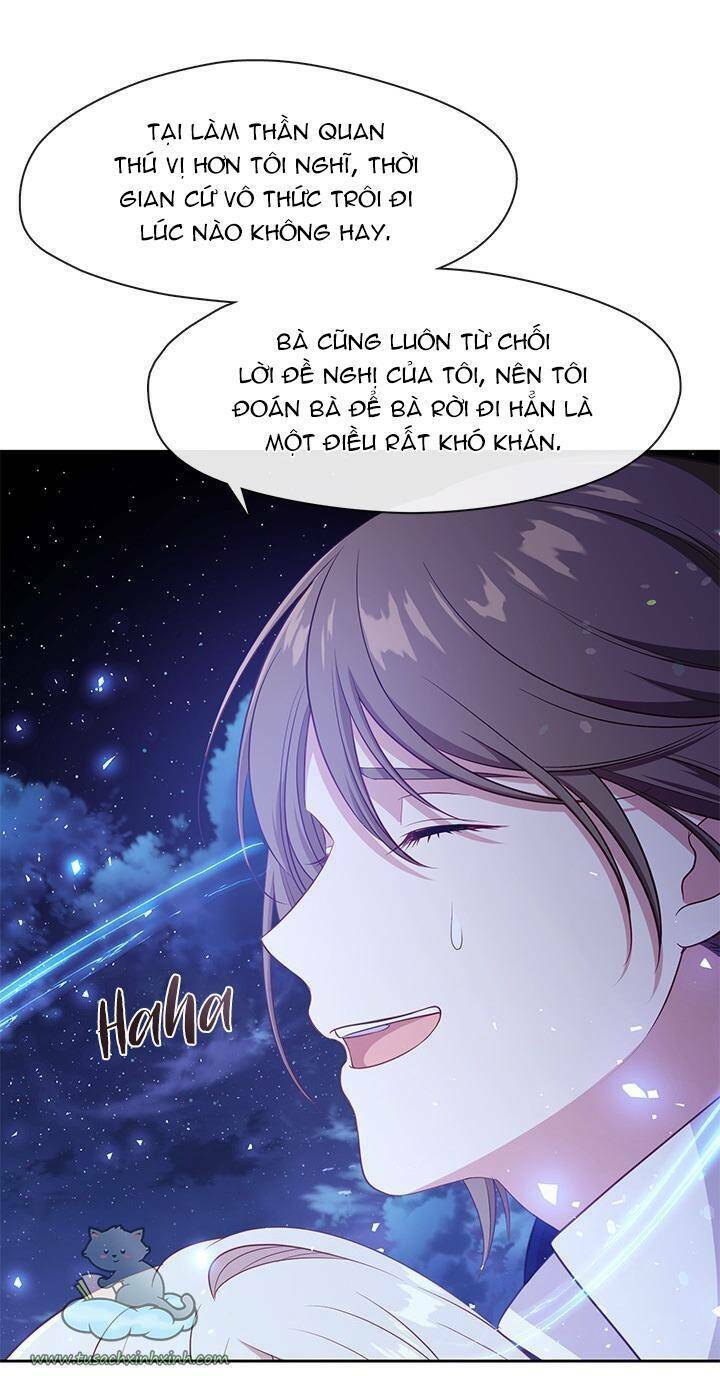 TẠI LÀM THẦN QUAN
THÚ VỊ HƠN TÔI NGHĨ, THỜI
GIAN CỨ VÔ THỨC TRÔI ĐI
LÚC NÀO KHÔNG HAY.
BÀ CŨNG LUÔN TỪ CHỐI
LỜI ĐỀ NGHỊ CỦA TÔI, NÊN TÔI
ĐOÁN BÀ ĐỂ BÀ RỜI ĐI HẲN LÀ
MỘT ĐIỀU RẤT KHÓ KHĂN.
Haha
www.tusachxinhxinh.com